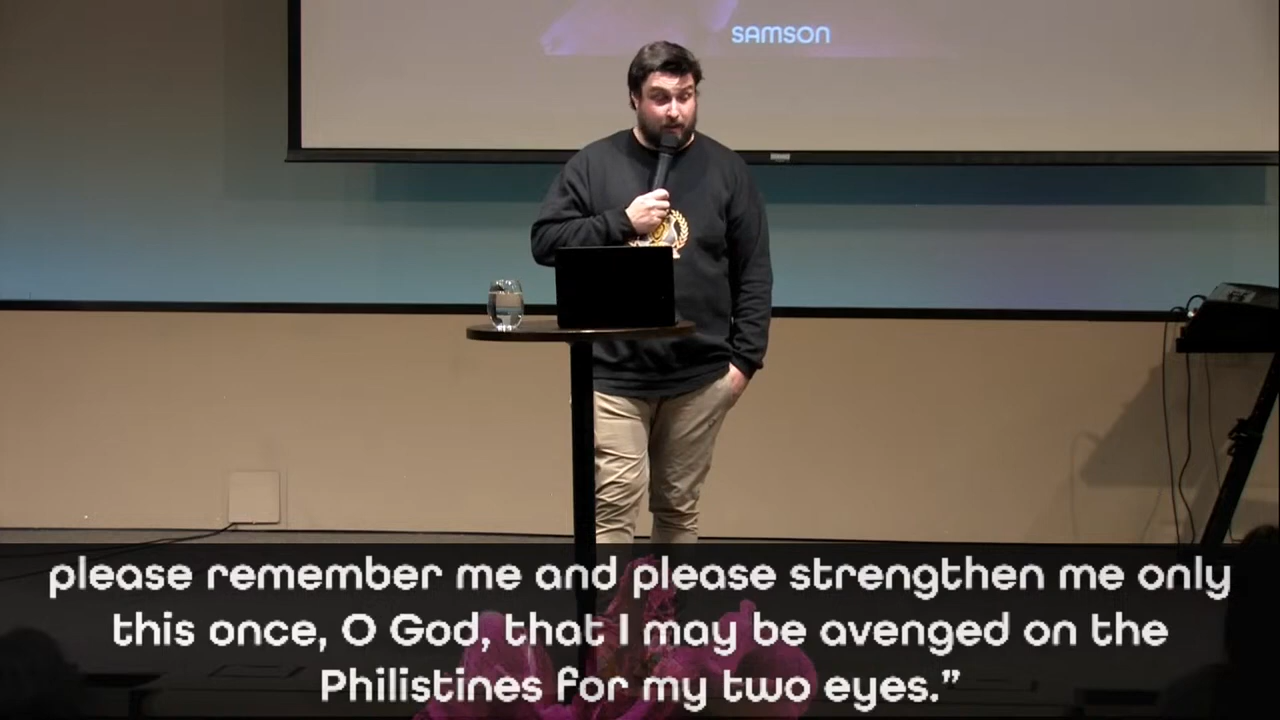 SAMSON
please remember me and please strengthen me only
this once, O God, that I may be avenged on the
Philistines for my two eyes.”